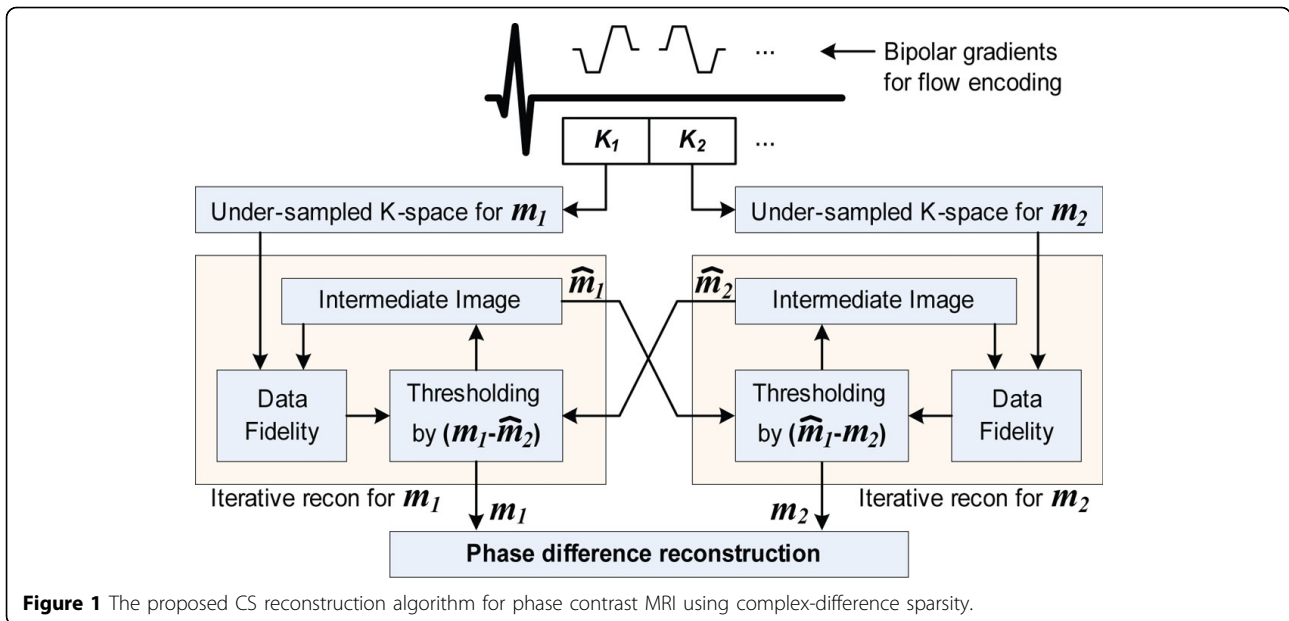 ...
Bipolar gradients
for flow encoding
K₁ K₂ ...
Under-sampled K-space for m₁
Under-sampled K-space for m₂
Intermediate Image
m̂₁
m̂₂
Intermediate Image
Data
Fidelity
Thresholding
by (m₁-m̂₂)
Thresholding
by (m̂₁-m₂)
Data
Fidelity
Iterative recon for m₁
m₁
m₂
Iterative recon for m₂
Phase difference reconstruction
Figure 1 The proposed CS reconstruction algorithm for phase contrast MRI using complex-difference sparsity.